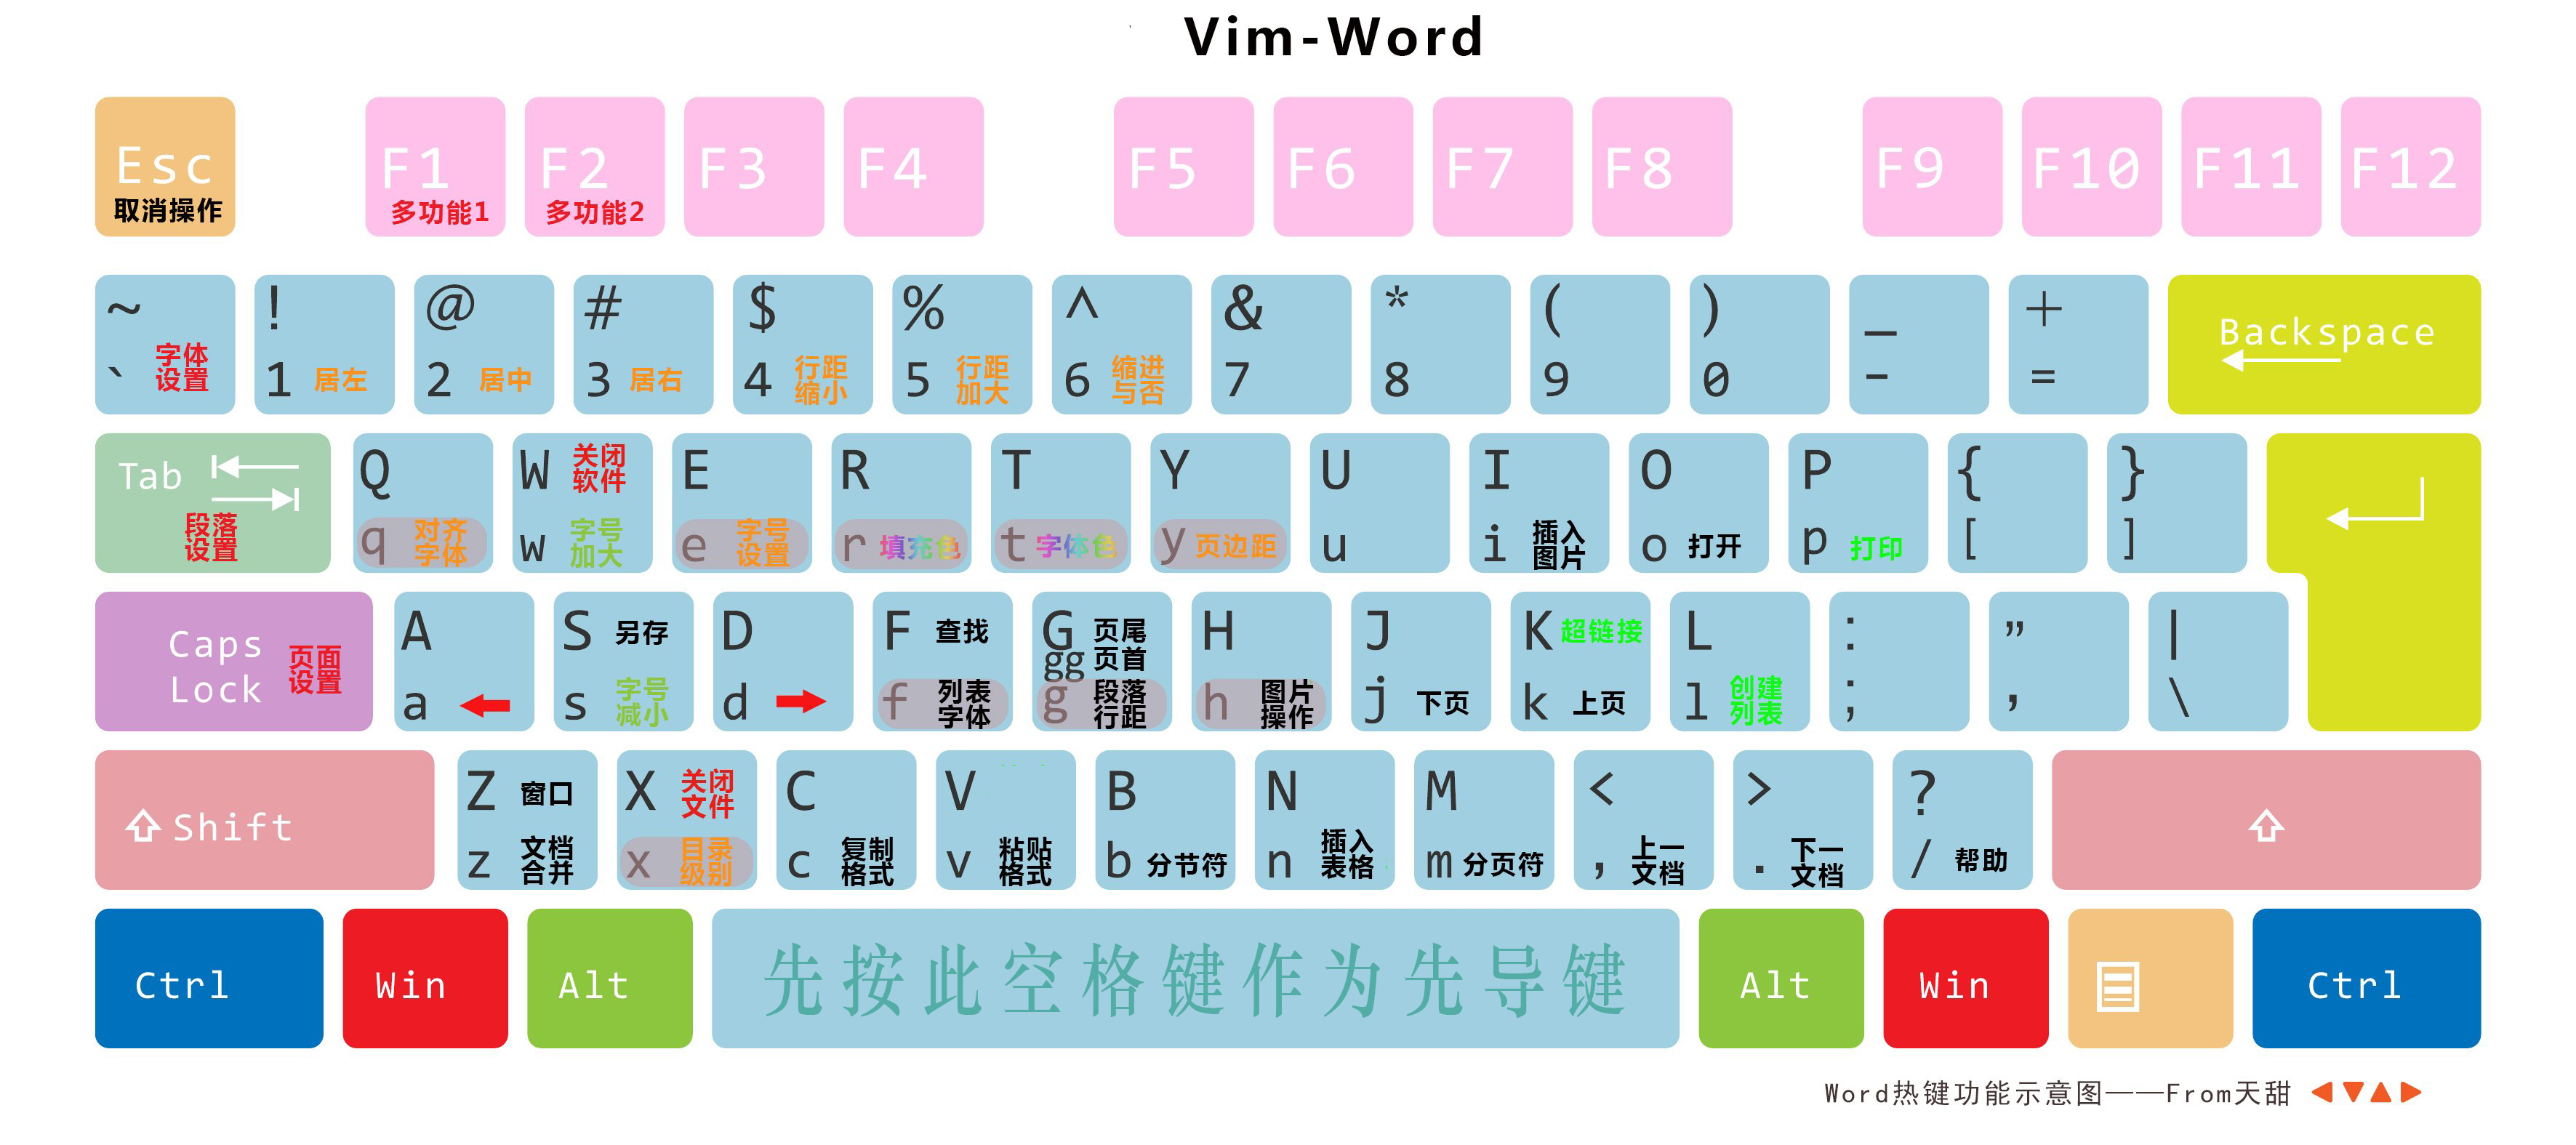 Vim-Word
Esc
取消操作
F1
多功能1
F2
多功能2
F3
F4
F5
F6
F7
F8
F9
F10
F11
F12
~
` 字体
设置
!
1 居左
@
2 居中
#
3 居右
$
4 行距
缩小
%
5 行距
加大
^
6 缩进
与否
&
7
*
8
(
9
)
0
_
-
+
=
Backspace
Tab
段落
设置
Q
q 对齐
字体
W 关闭
软件
w 字号
加大
E
e 字号
设置
R
r 填充色
T
t 字体色
Y
y 页边距
U
u
I
i 插入
图片
O
o 打开
P
p 打印
{
[
}
]
Caps
Lock
页面
设置
A
a
S 另存
s 字号
减小
D
d
F 查找
f 列表
字体
G 页尾
gg 页首
g 段落
行距
H
h 图片
操作
J
j 下页
K 超链接
k 上页
L
l 创建
列表
:
;
”
,
|
\
Shift
Z 窗口
z 文档
合并
X 关闭
文件
x 目录
级别
C
c 复制
格式
V
v 粘贴
格式
B
b 分节符
N
n 插入
表格
M
m 分页符
<
, 上一
文档
>
. 下一
文档
?
/ 帮助
Ctrl
Win
Alt
先按此空格键作为先导键
Alt
Win
Ctrl
Word热键功能示意图——From天甜